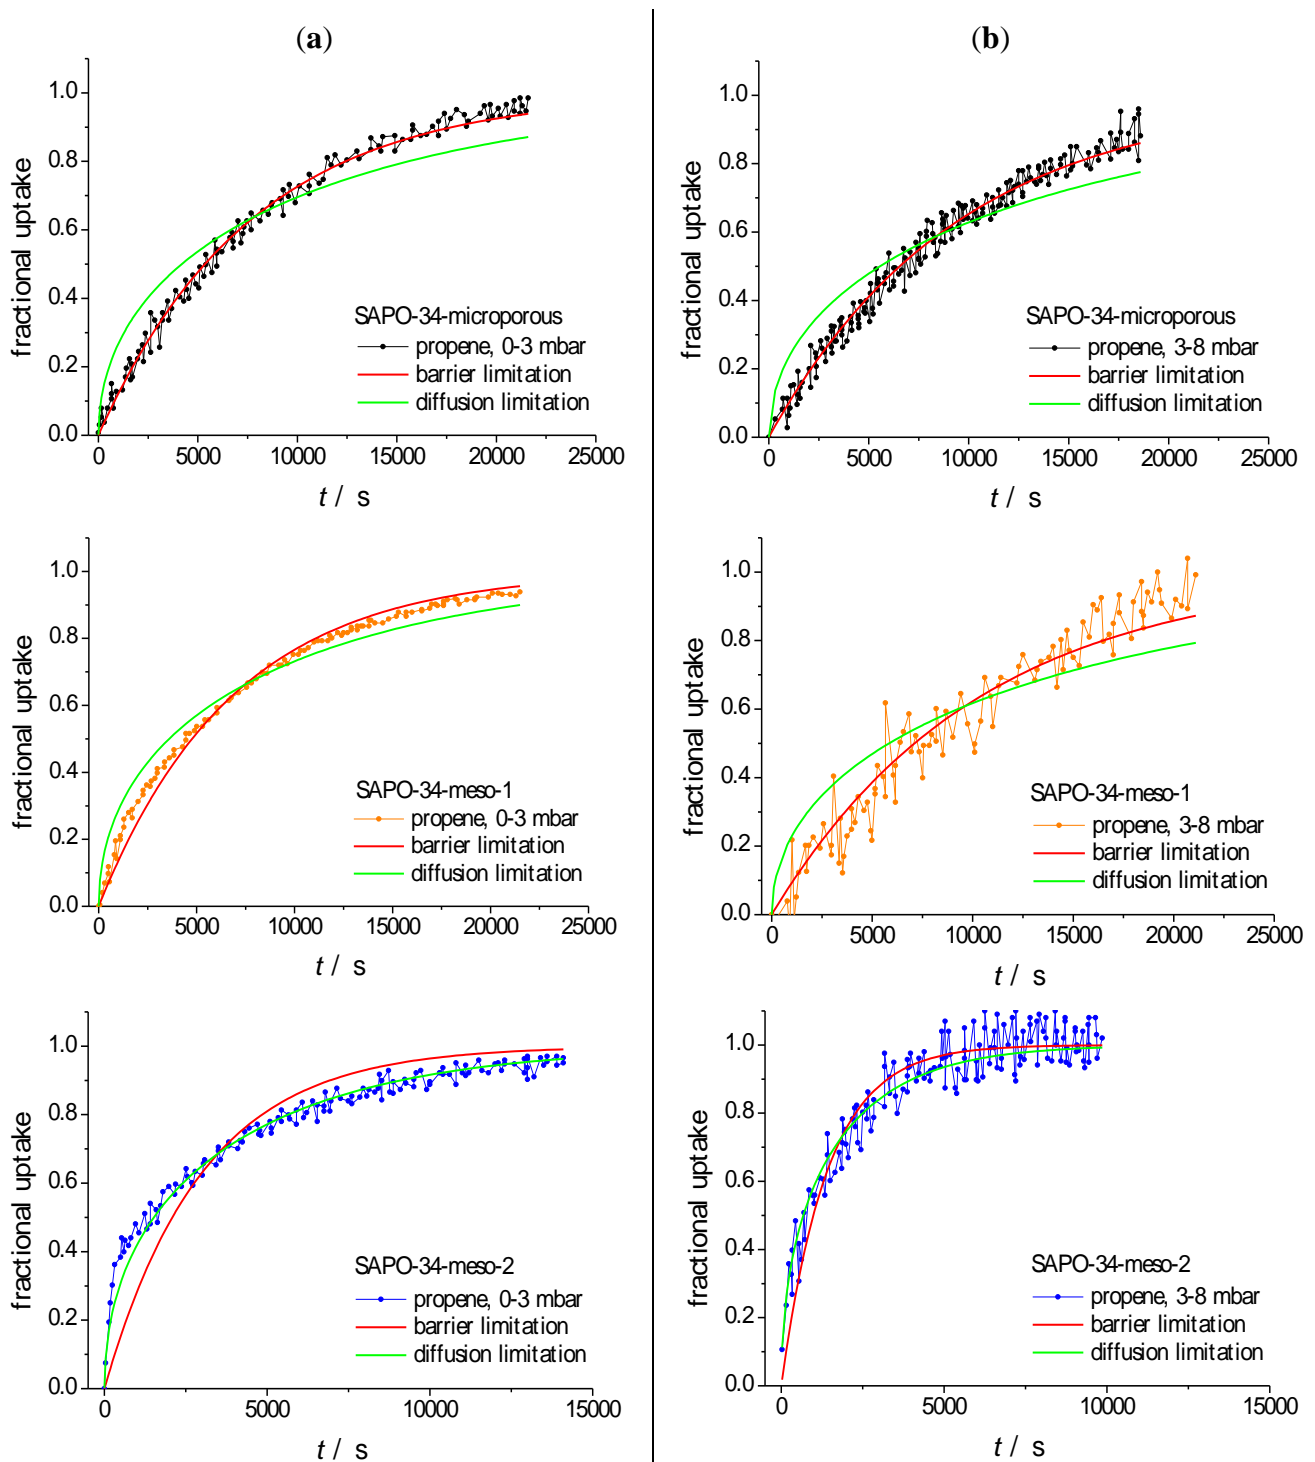 (a)
fractional uptake
1.0
0.8
0.6
0.4
0.2
0.0
SAPO-34-microporous
propene, 0-3 mbar
barrier limitation
diffusion limitation
0 5000 10000 15000 20000 25000
t / s
fractional uptake
1.0
0.8
0.6
0.4
0.2
0.0
SAPO-34-meso-1
propene, 0-3 mbar
barrier limitation
diffusion limitation
0 5000 10000 15000 20000 25000
t / s
fractional uptake
1.0
0.8
0.6
0.4
0.2
0.0
SAPO-34-meso-2
propene, 0-3 mbar
barrier limitation
diffusion limitation
0 5000 10000 15000
t / s
(b)
fractional uptake
1.0
0.8
0.6
0.4
0.2
0.0
SAPO-34-microporous
propene, 3-8 mbar
barrier limitation
diffusion limitation
0 5000 10000 15000 20000 25000
t / s
fractional uptake
1.0
0.8
0.6
0.4
0.2
0.0
SAPO-34-meso-1
propene, 3-8 mbar
barrier limitation
diffusion limitation
0 5000 10000 15000 20000 25000
t / s
fractional uptake
1.0
0.8
0.6
0.4
0.2
0.0
SAPO-34-meso-2
propene, 3-8 mbar
barrier limitation
diffusion limitation
0 5000 10000 15000
t / s